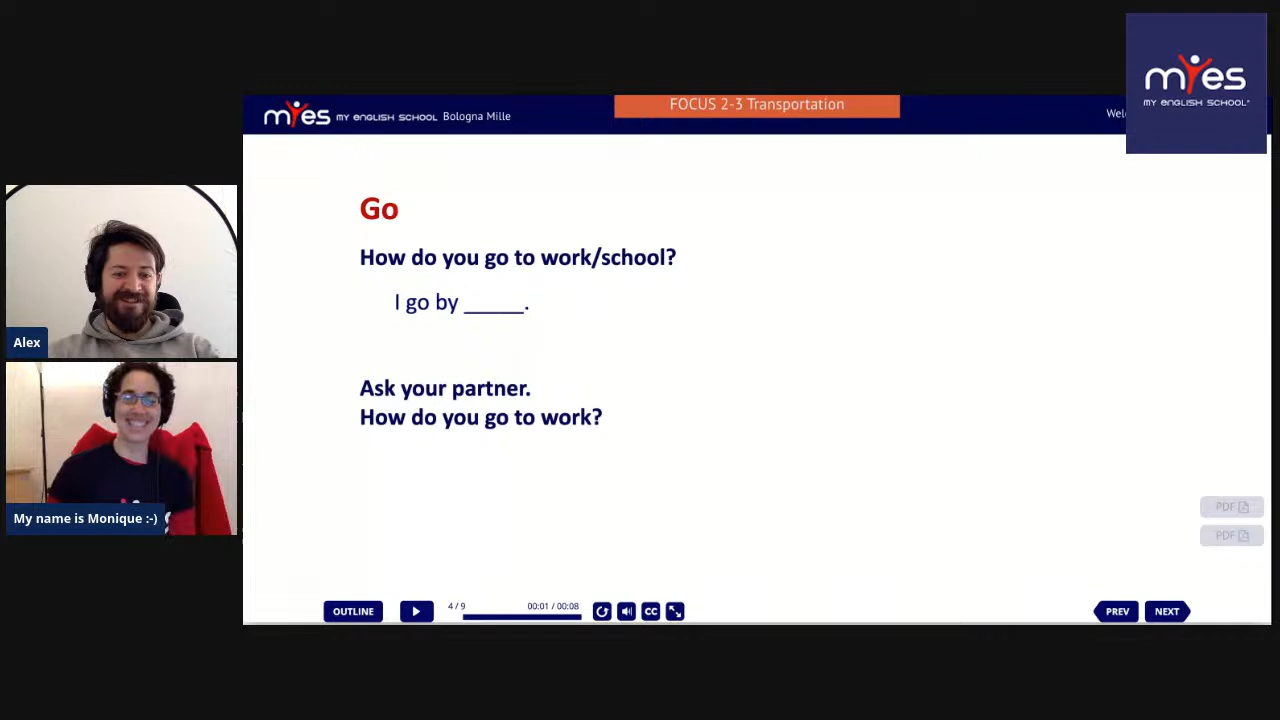 myes
MY ENGLISH SCHOOL®
myes MY ENGLISH SCHOOL Bologna Mille
FOCUS 2-3 Transportation
Welc
Go
How do you go to work/school?
I go by _____.
Ask your partner.
How do you go to work?
Alex
My name is Monique :-)
PDF
PDF
OUTLINE
4 / 9
00:01 / 00:08
CC
PREV
NEXT